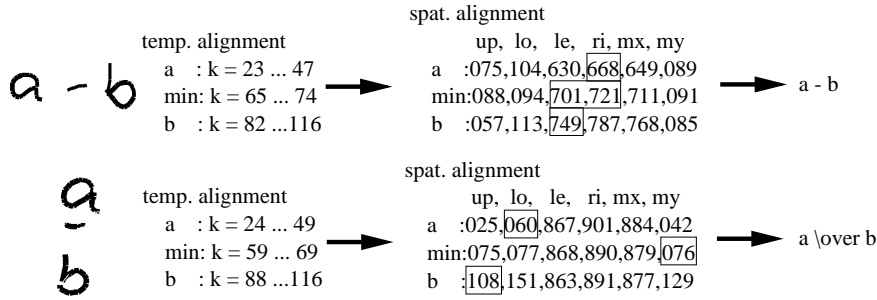 spat. alignment
temp. alignment up, lo, le, ri, mx, my
a - b a : k = 23 ... 47 a :075,104,630,668,649,089
min: k = 65 ... 74 min:088,094,701,721,711,091 a - b
b : k = 82 ...116 b :057,113,749,787,768,085
spat. alignment
a temp. alignment up, lo, le, ri, mx, my
- a : k = 24 ... 49 a :025,060,867,901,884,042
b min: k = 59 ... 69 min:075,077,868,890,879,076 a \over b
b : k = 88 ...116 b :108,151,863,891,877,129